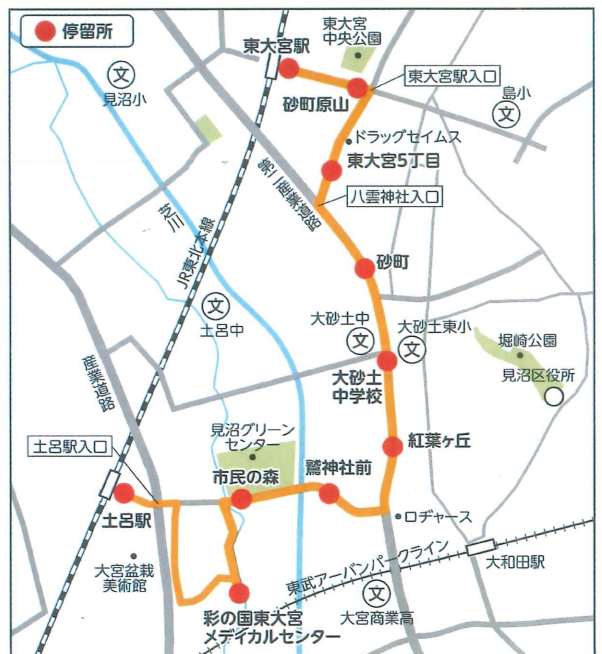 停留所
東大宮駅
東大宮
中央公園
東大宮駅入口
文
見沼小
砂町原山
島小
文
ドラッグセイムス
東大宮5丁目
八雲神社入口
第二産業道路
芝川
JR東北本線
砂町
文
土呂中
大砂土中
文
大砂土東小
文
堀崎公園
見沼区役所
大砂土
中学校
産業道路
見沼グリーン
センター
紅葉ヶ丘
土呂駅入口
市民の森
鷲神社前
土呂駅
ロヂャース
大宮盆栽
美術館
東武アーバンパークライン
大和田駅
文
大宮商業高
彩の国東大宮
メディカルセンター